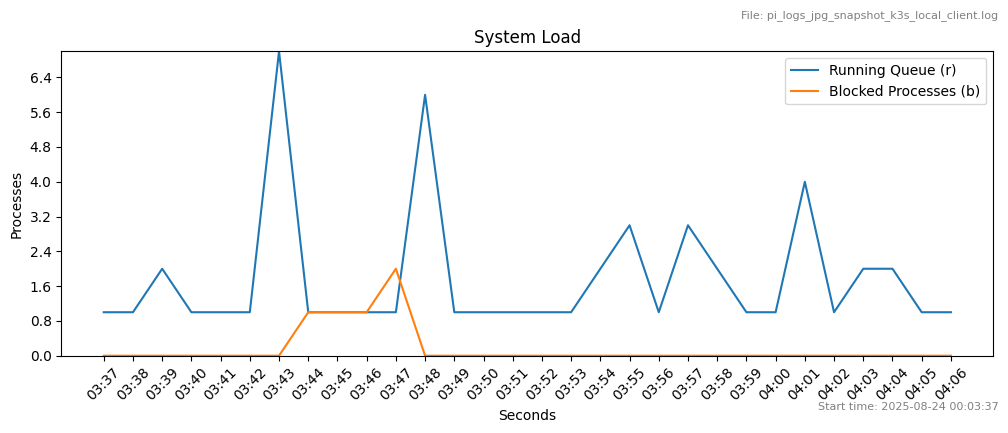 File: pi_logs_jpg_snapshot_k3s_local_client.log
System Load
Running Queue (r)
Blocked Processes (b)
Processes
6.4
5.6
4.8
4.0
3.2
2.4
1.6
0.8
0.0
03:37 03:38 03:39 03:40 03:41 03:42 03:43 03:44 03:45 03:46 03:47 03:48 03:49 03:50 03:51 03:52 03:53 03:54 03:55 03:56 03:57 03:58 03:59 04:00 04:01 04:02 04:03 04:04 04:05 04:06
Start time: 2025-08-24 00:03:37
Seconds